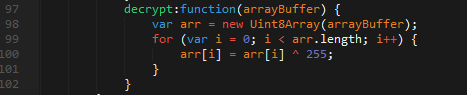 97 decrypt:function(arrayBuffer) {
98 var arr = new Uint8Array(arrayBuffer);
99 for (var i = 0; i < arr.length; i++) {
100 arr[i] = arr[i] ^ 255;
101 }
102 }